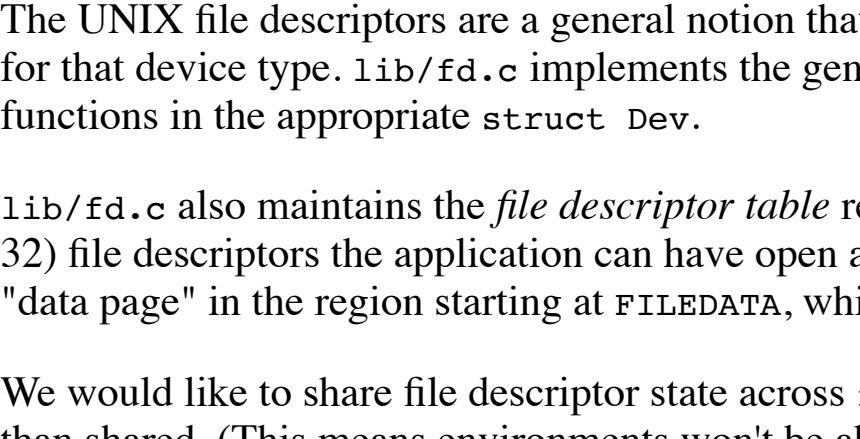 The UNIX file descriptors are a general notion tha
for that device type. lib/fd.c implements the gen
functions in the appropriate struct Dev.
lib/fd.c also maintains the file descriptor table re
32) file descriptors the application can have open a
"data page" in the region starting at FILEDATA, whi
We would like to share file descriptor state across
than shared. (This means environments won't be ab